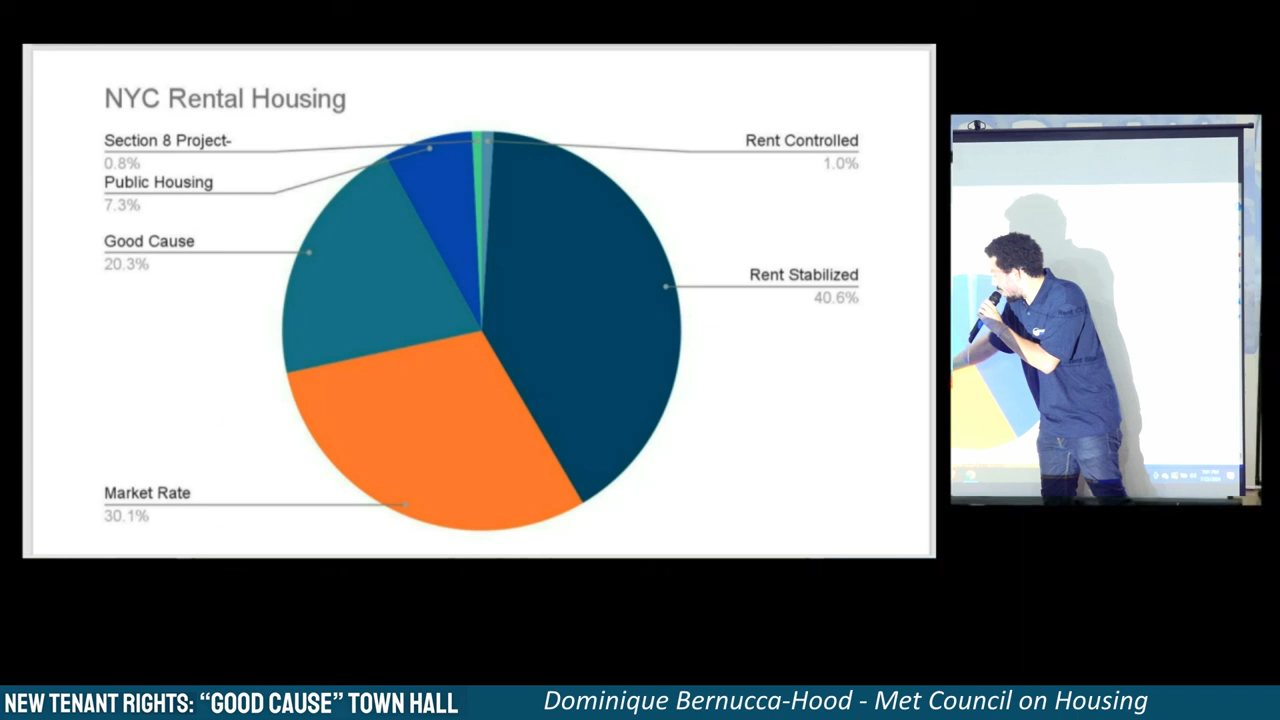 NYC Rental Housing
Section 8 Project-
0.8%
Public Housing
7.3%
Good Cause
20.3%
Market Rate
30.1%
Rent Controlled
1.0%
Rent Stabilized
40.6%
NEW TENANT RIGHTS: “GOOD CAUSE” TOWN HALL
Dominique Bernucca-Hood - Met Council on Housing